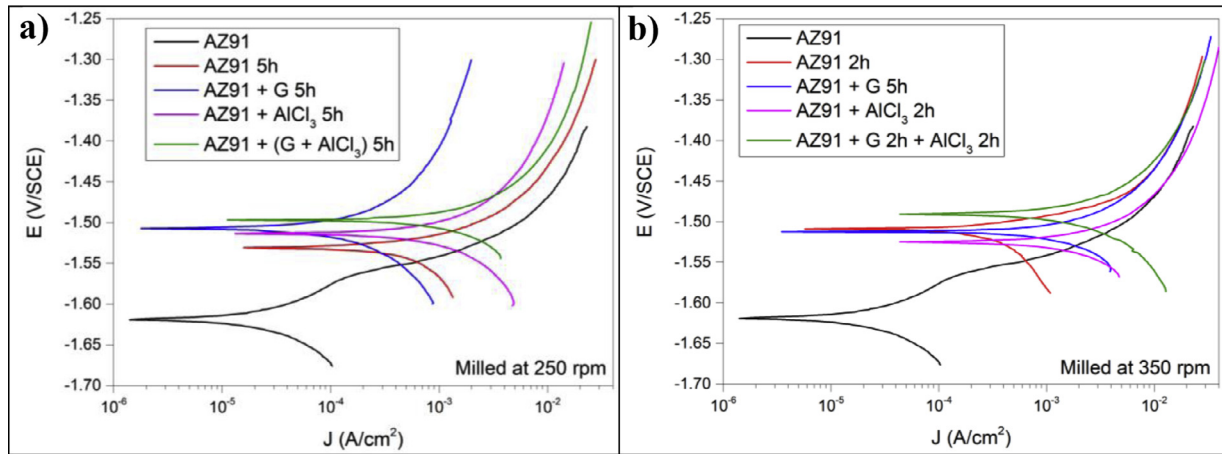 a)
AZ91
AZ91 5h
AZ91 + G 5h
AZ91 + AlCl₃ 5h
AZ91 + (G + AlCl₃) 5h
E (V/SCE)
-1.25
-1.30
-1.35
-1.40
-1.45
-1.50
-1.55
-1.60
-1.65
-1.70
Milled at 250 rpm
10⁻⁶ 10⁻⁵ 10⁻⁴ 10⁻³ 10⁻²
J (A/cm²)
b)
AZ91
AZ91 2h
AZ91 + G 5h
AZ91 + AlCl₃ 2h
AZ91 + G 2h + AlCl₃ 2h
E (V/SCE)
-1.25
-1.30
-1.35
-1.40
-1.45
-1.50
-1.55
-1.60
-1.65
-1.70
Milled at 350 rpm
10⁻⁶ 10⁻⁵ 10⁻⁴ 10⁻³ 10⁻²
J (A/cm²)